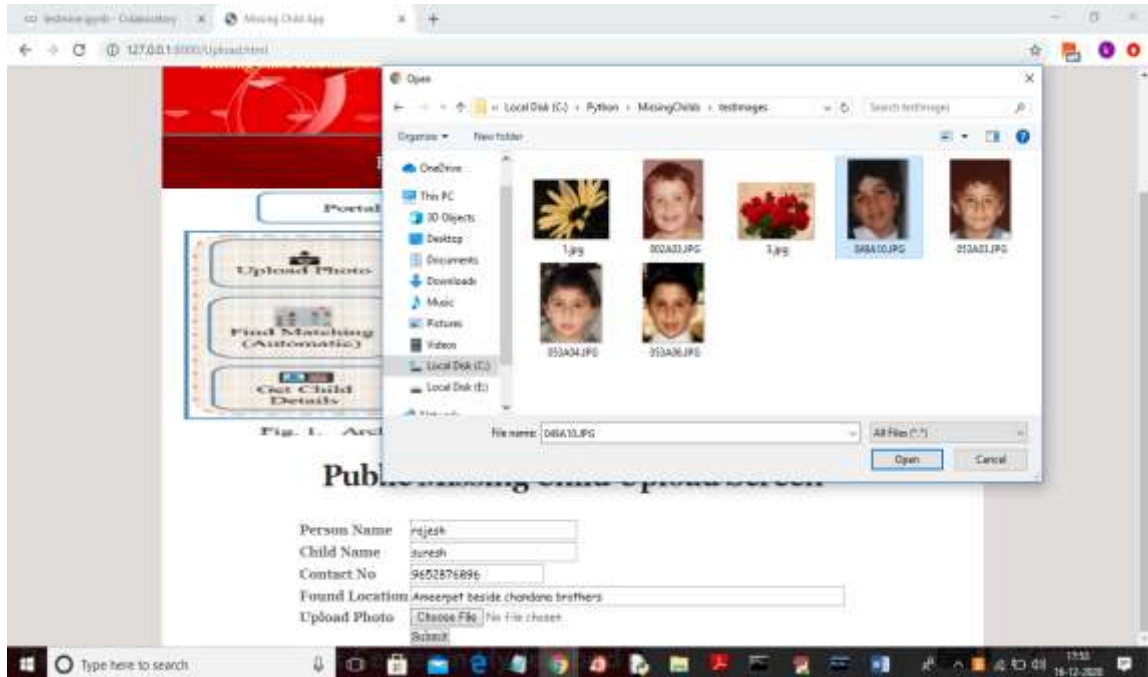 Missing Child App
127.0.0.1:8000/Upload.html
Open
Local Disk (C:) › Python › MissingChilds › testimages
Search testimages
Organize
New folder
OneDrive
This PC
3D Objects
Desktop
Documents
Downloads
Music
Pictures
Videos
Local Disk (C:)
Local Disk (E:)
1.jpg
002A03.JPG
3.jpg
048A10.JPG
053A03.JPG
053A04.JPG
053A06.JPG
File name: 048A10.JPG
All Files (*.*)
Open
Cancel
Portal
Upload Photo
Find Matching
(Automatic)
Get Child
Details
Fig. 1.
Person Name rajesh
Child Name suresh
Contact No 9652876896
Found Location Ameerpet beside chandana brothers
Upload Photo Choose File No file chosen
Submit
Type here to search
13:53
16-12-2020